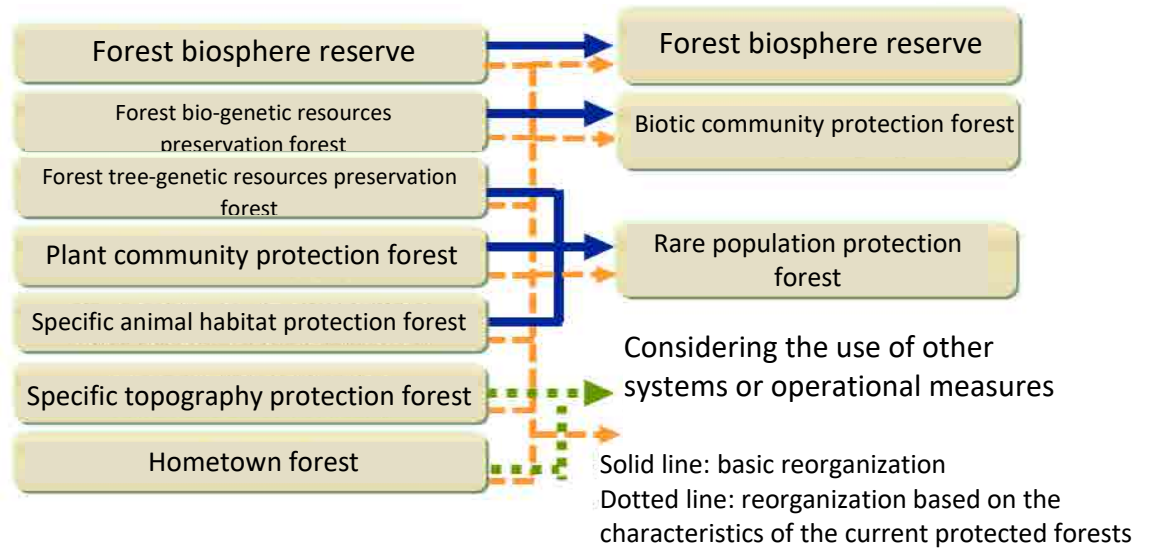 Forest biosphere reserve
Forest bio-genetic resources
preservation forest
Forest tree-genetic resources preservation
forest
Plant community protection forest
Specific animal habitat protection forest
Specific topography protection forest
Hometown forest
Forest biosphere reserve
Biotic community protection forest
Rare population protection
forest
Considering the use of other
systems or operational measures
Solid line: basic reorganization
Dotted line: reorganization based on the
characteristics of the current protected forests